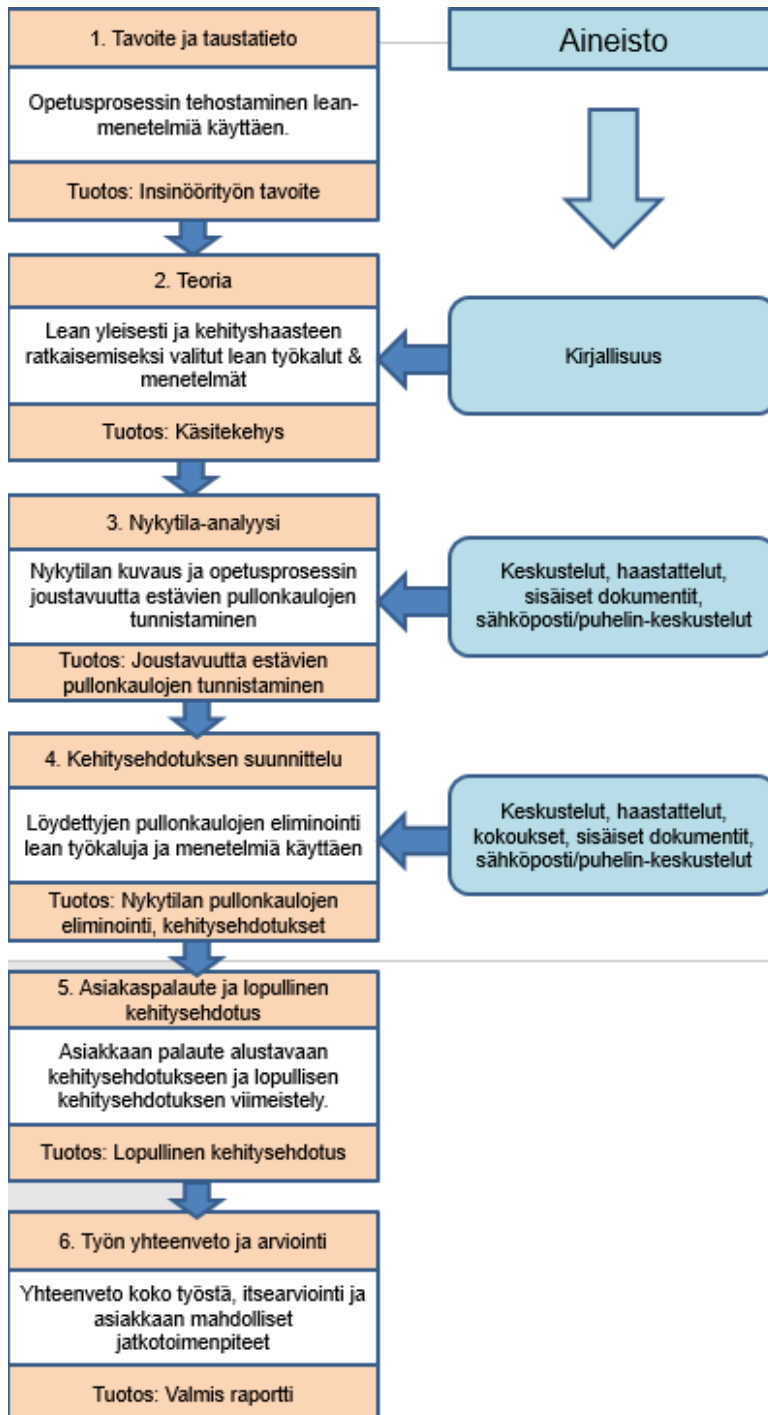 1. Tavoite ja taustatieto
Aineisto
Opetusprosessin tehostaminen lean-
menetelmiä käyttäen.
Tuotos: Insinöörityön tavoite
2. Teoria
Lean yleisesti ja kehityshaasteen
ratkaisemiseksi valitut lean työkalut &
menetelmät
Kirjallisuus
Tuotos: Käsitekehys
3. Nykytila-analyysi
Nykytilan kuvaus ja opetusprosessin
joustavuutta estävien pullonkaulojen
tunnistaminen
Keskustelut, haastattelut,
sisäiset dokumentit,
sähköposti/puhelin-keskustelut
Tuotos: Joustavuutta estävien
pullonkaulojen tunnistaminen
4. Kehitysehdotuksen suunnittelu
Löydettyjen pullonkaulojen eliminointi
lean työkaluja ja menetelmiä käyttäen
Keskustelut, haastattelut,
kokoukset, sisäiset dokumentit,
sähköposti/puhelin-keskustelut
Tuotos: Nykytilan pullonkaulojen
eliminointi, kehitysehdotukset
5. Asiakaspalaute ja lopullinen
kehitysehdotus
Asiakkaan palaute alustavaan
kehitysehdotukseen ja lopullisen
kehitysehdotuksen viimeistely.
Tuotos: Lopullinen kehitysehdotus
6. Työn yhteenveto ja arviointi
Yhteenveto koko työstä, itsearviointi ja
asiakkaan mahdolliset
jatkotoimenpiteet
Tuotos: Valmis raportti